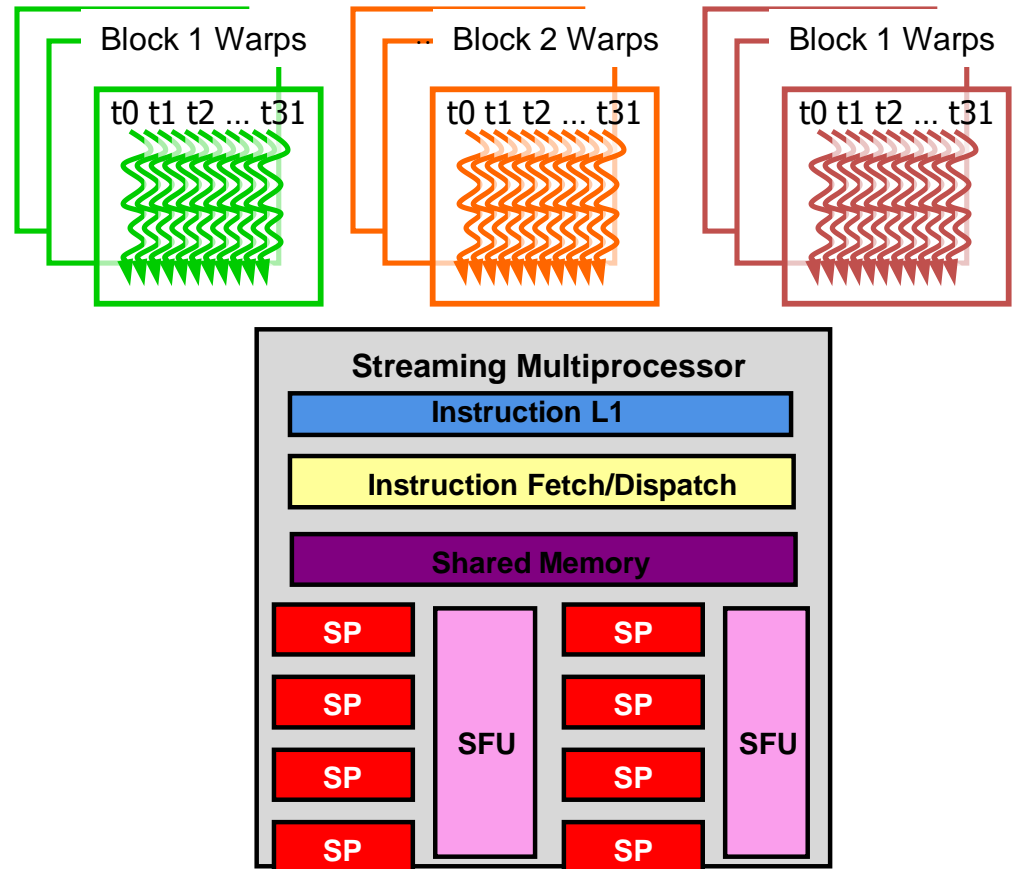 Block 1 Warps
‥ Block 2 Warps
Block 1 Warps
t0 t1 t2 … t31
t0 t1 t2 … t31
t0 t1 t2 … t31
Streaming Multiprocessor
Instruction L1
Instruction Fetch/Dispatch
Shared Memory
SP
SP
SP
SP
SFU
SFU
SP
SP
SP
SP